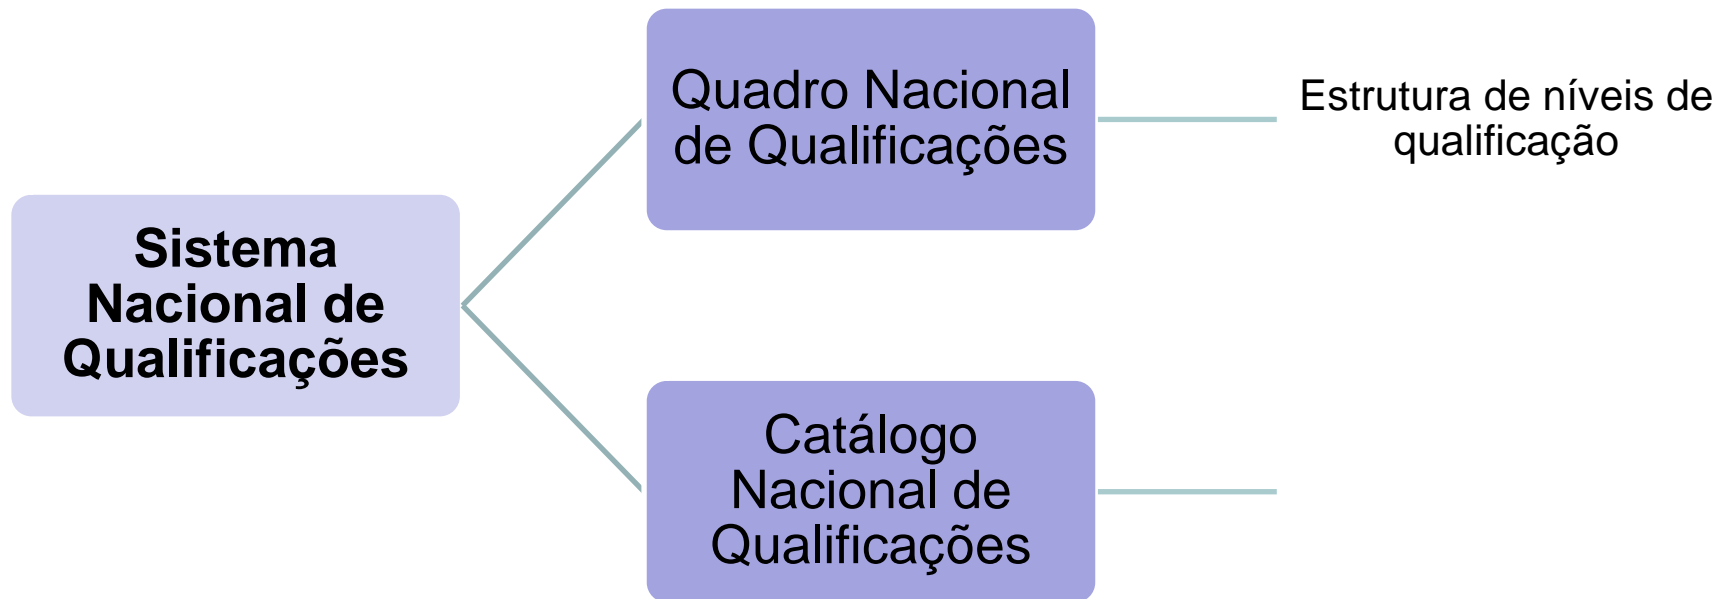 Quadro Nacional
de Qualificações
Estrutura de níveis de
qualificação
Sistema
Nacional de
Qualificações
Catálogo
Nacional de
Qualificações